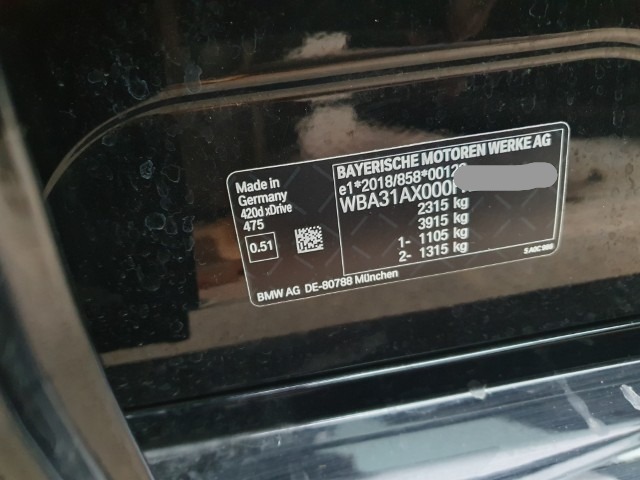 Made in
Germany
420d xDrive
475
0.51
BAYERISCHE MOTOREN WERKE AG
e1*2018/858*0012
WBA31AX000
2315 kg
3915 kg
1- 1105 kg
2- 1315 kg
BMW AG DE-80788 München